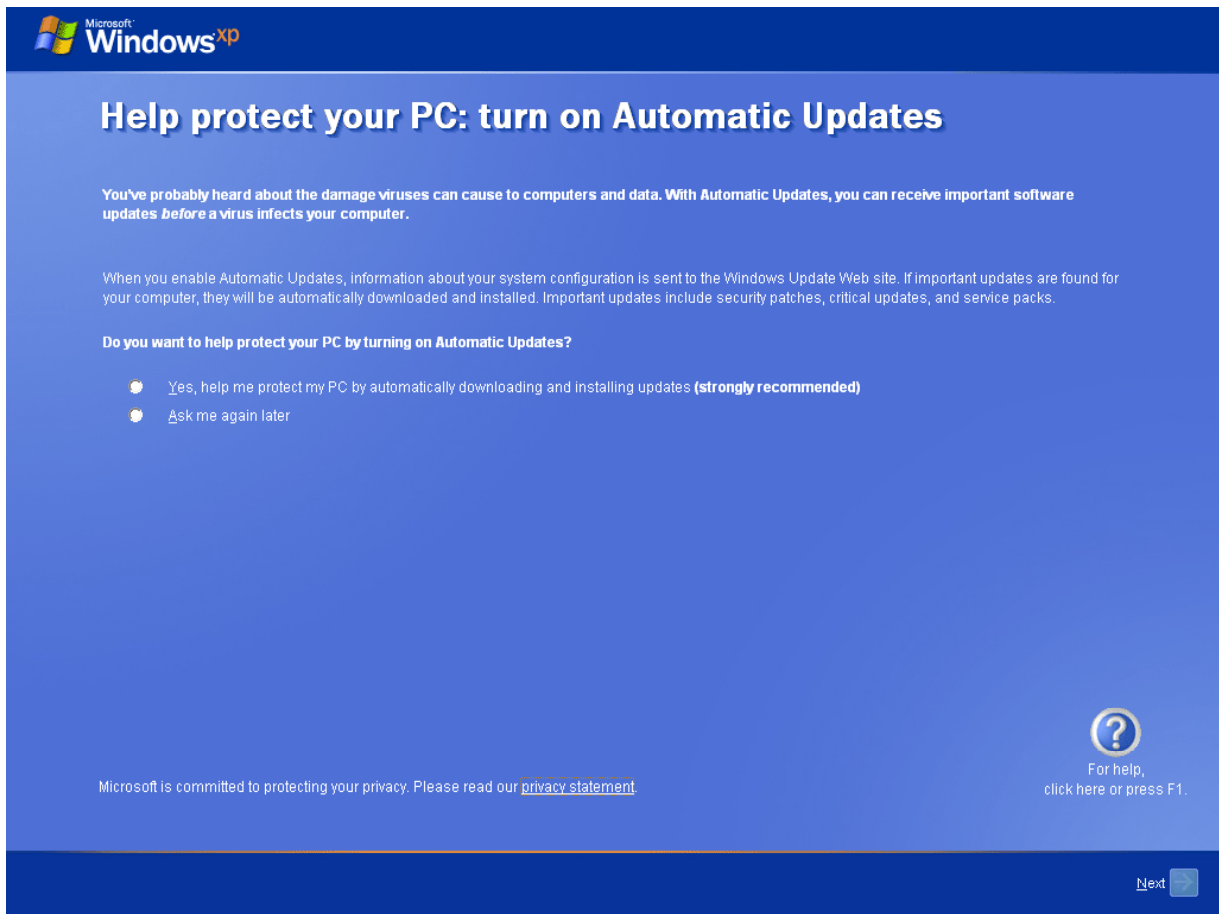 Microsoft
Windows xp
Help protect your PC: turn on Automatic Updates
You've probably heard about the damage viruses can cause to computers and data. With Automatic Updates, you can receive important software
updates before a virus infects your computer.
When you enable Automatic Updates, information about your system configuration is sent to the Windows Update Web site. If important updates are found for
your computer, they will be automatically downloaded and installed. Important updates include security patches, critical updates, and service packs.
Do you want to help protect your PC by turning on Automatic Updates?
Yes, help me protect my PC by automatically downloading and installing updates (strongly recommended)
Ask me again later
For help,
click here or press F1.
Microsoft is committed to protecting your privacy. Please read our privacy statement.
Next